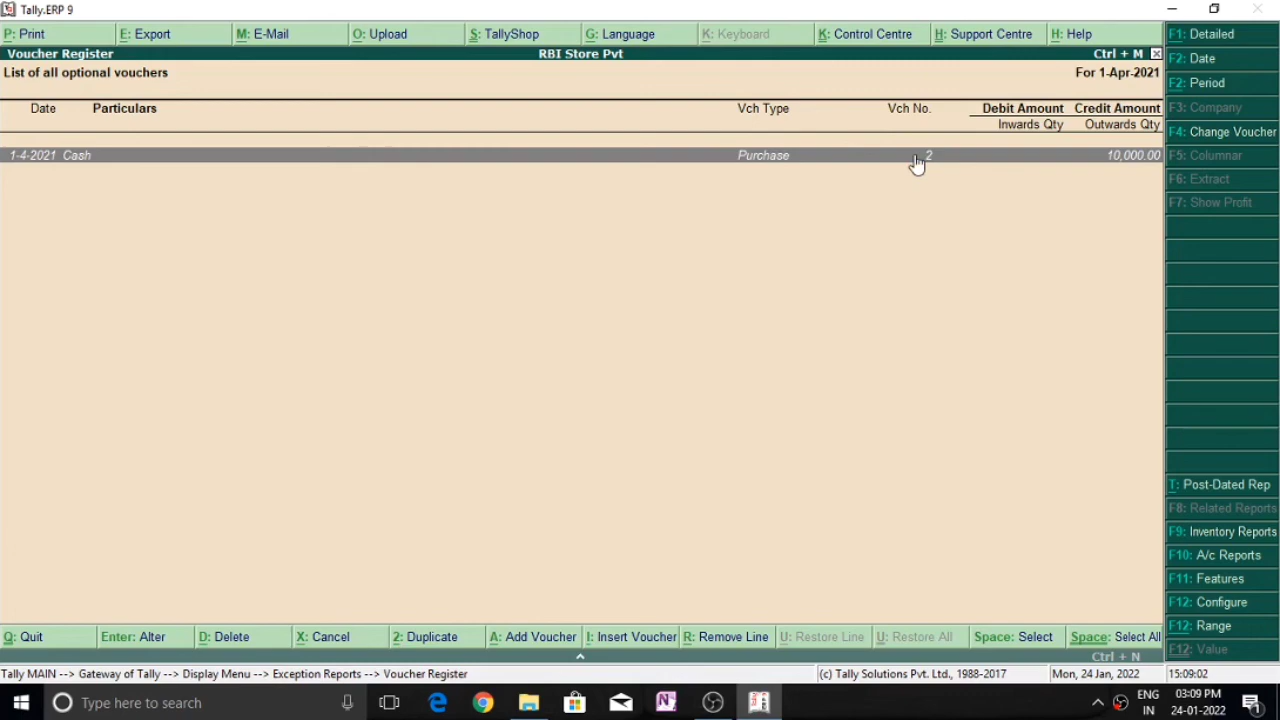 Tally.ERP 9
P: Print E: Export M: E-Mail O: Upload S: TallyShop G: Language K: Keyboard K: Control Centre H: Support Centre H: Help
Voucher Register RBI Store Pvt Ctrl + M
List of all optional vouchers For 1-Apr-2021
Date Particulars Vch Type Vch No. Debit Amount Credit Amount
Inwards Qty Outwards Qty
1-4-2021 Cash Purchase 2 10,000.00
F1: Detailed
F2: Date
F2: Period
F3: Company
F4: Change Voucher
F5: Columnar
F6: Extract
F7: Show Profit
T: Post-Dated Rep
F8: Related Reports
F9: Inventory Reports
F10: A/c Reports
F11: Features
F12: Configure
F12: Range
F12: Value
Q: Quit Enter: Alter D: Delete X: Cancel 2: Duplicate A: Add Voucher I: Insert Voucher R: Remove Line U: Restore Line U: Restore All Space: Select Space: Select All
Ctrl + N
Tally MAIN --> Gateway of Tally --> Display Menu --> Exception Reports --> Voucher Register (c) Tally Solutions Pvt. Ltd., 1988-2017 Mon, 24 Jan, 2022 15:09:02
Type here to search
ENG 03:09 PM
IN 24-01-2022
1